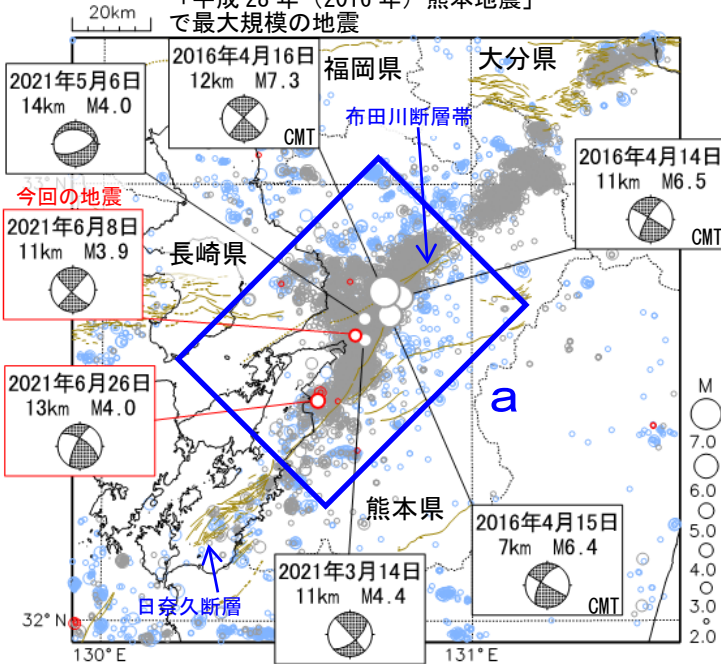 20km
「平成 28 年（2016 年）熊本地震」
で最大規模の地震
2016年4月16日
12km M7.3
CMT
福岡県
大分県
2021年5月6日
14km M4.0
布田川断層帯
2016年4月14日
11km M6.5
CMT
33° N
今回の地震
2021年6月8日
11km M3.9
長崎県
2021年6月26日
13km M4.0
a
M
7.0
6.0
5.0
4.0
3.0
2.0
熊本県
2016年4月15日
7km M6.4
CMT
2021年3月14日
11km M4.4
日奈久断層
32° N
130° E
131° E